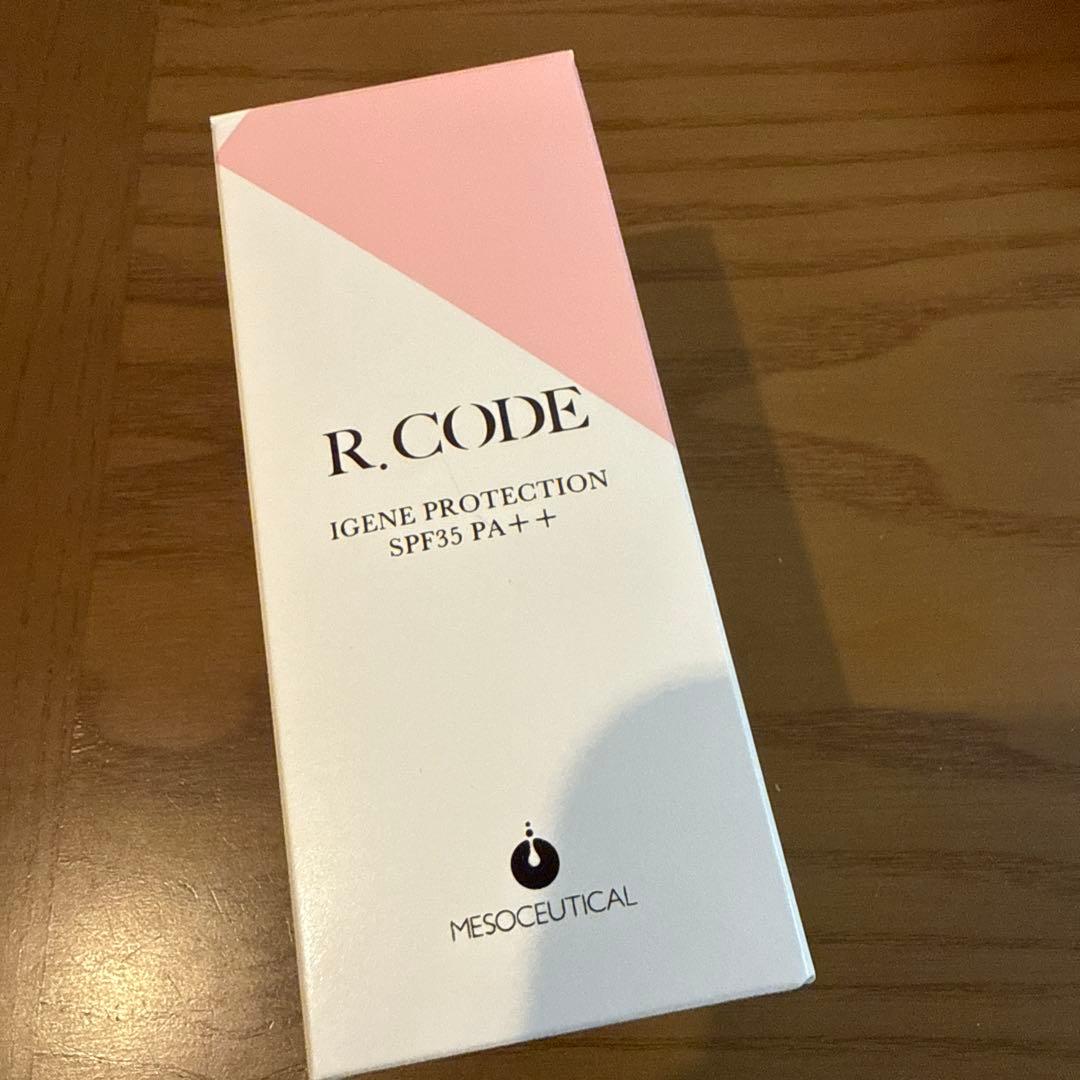 R. CODE
IGENE PROTECTION
SPF35 PA++
MESOCEUTICAL